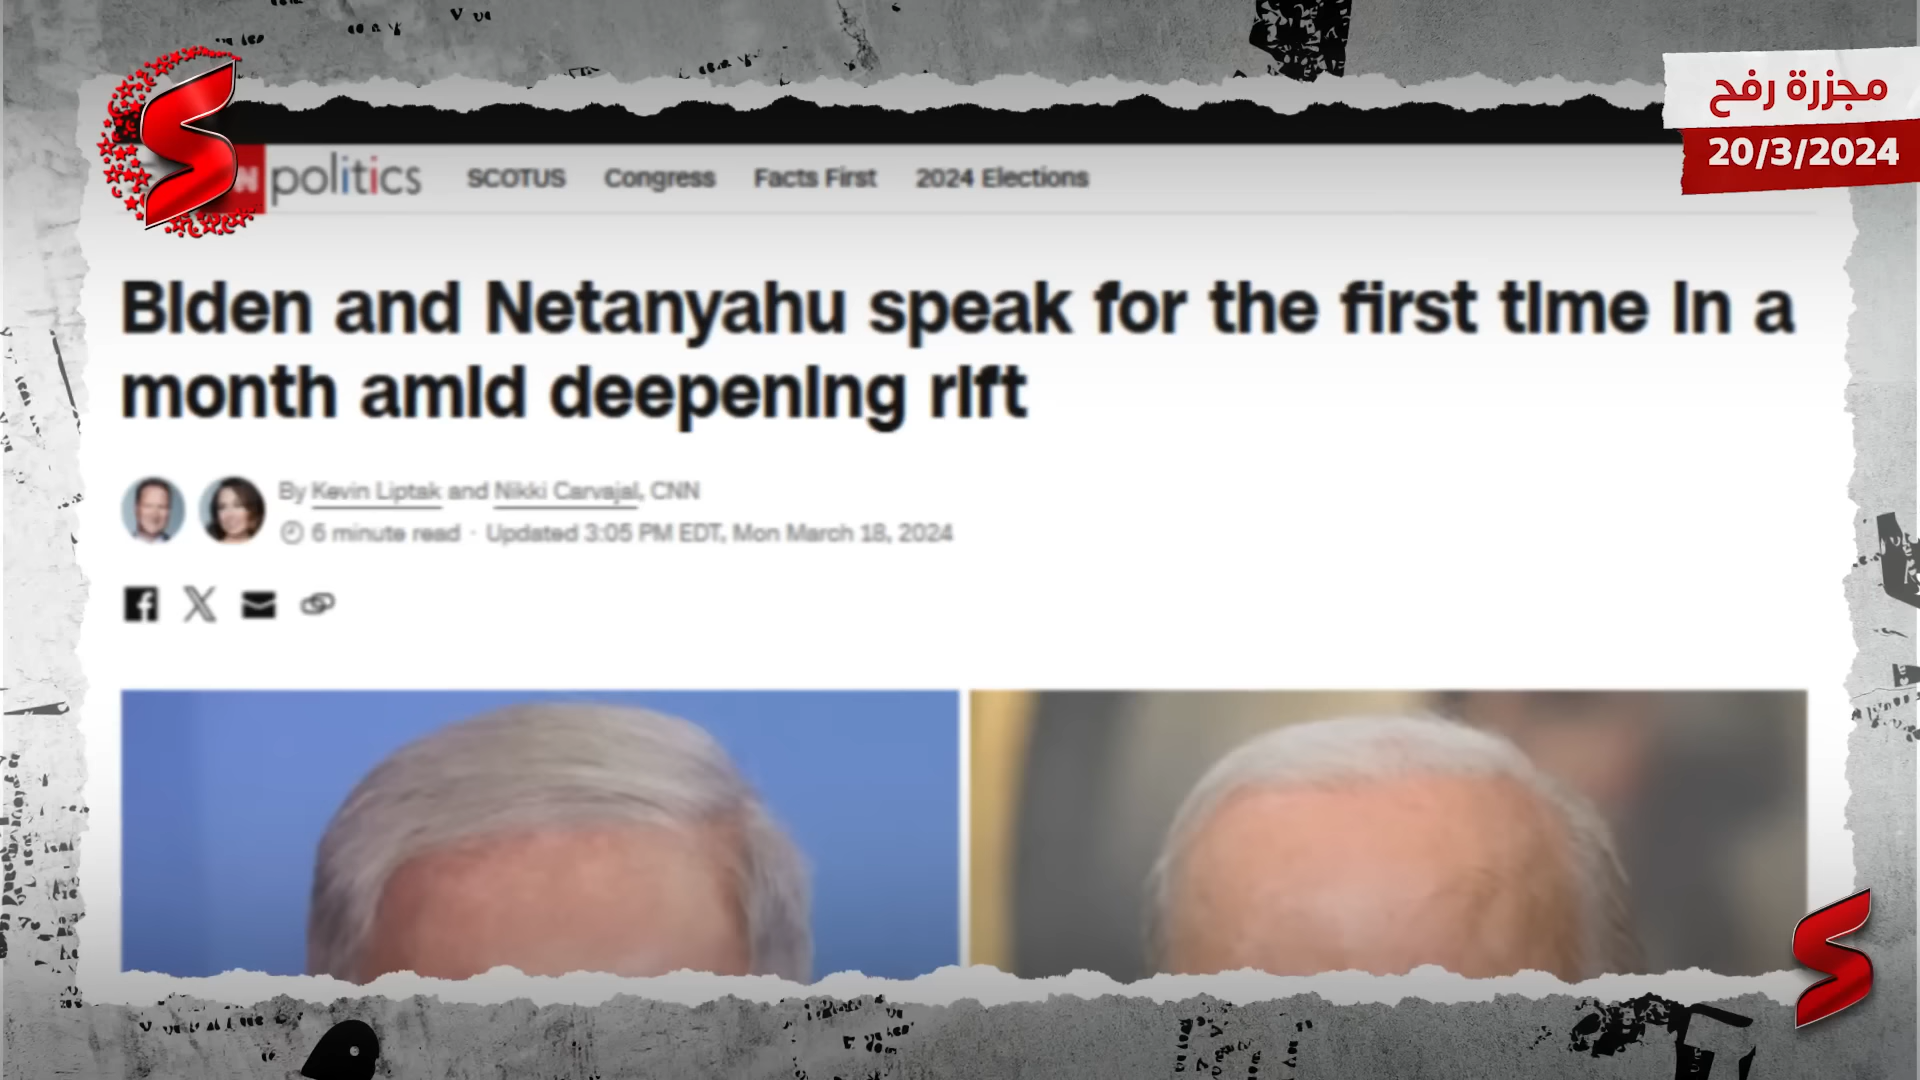 مجزرة رفح
20/3/2024
politics SCOTUS Congress Facts First 2024 Elections
Biden and Netanyahu speak for the first time in a
month amid deepening rift
By Kevin Liptak and Nikki Carvajal, CNN
6 minute read · Updated 3:05 PM EDT, Mon March 18, 2024